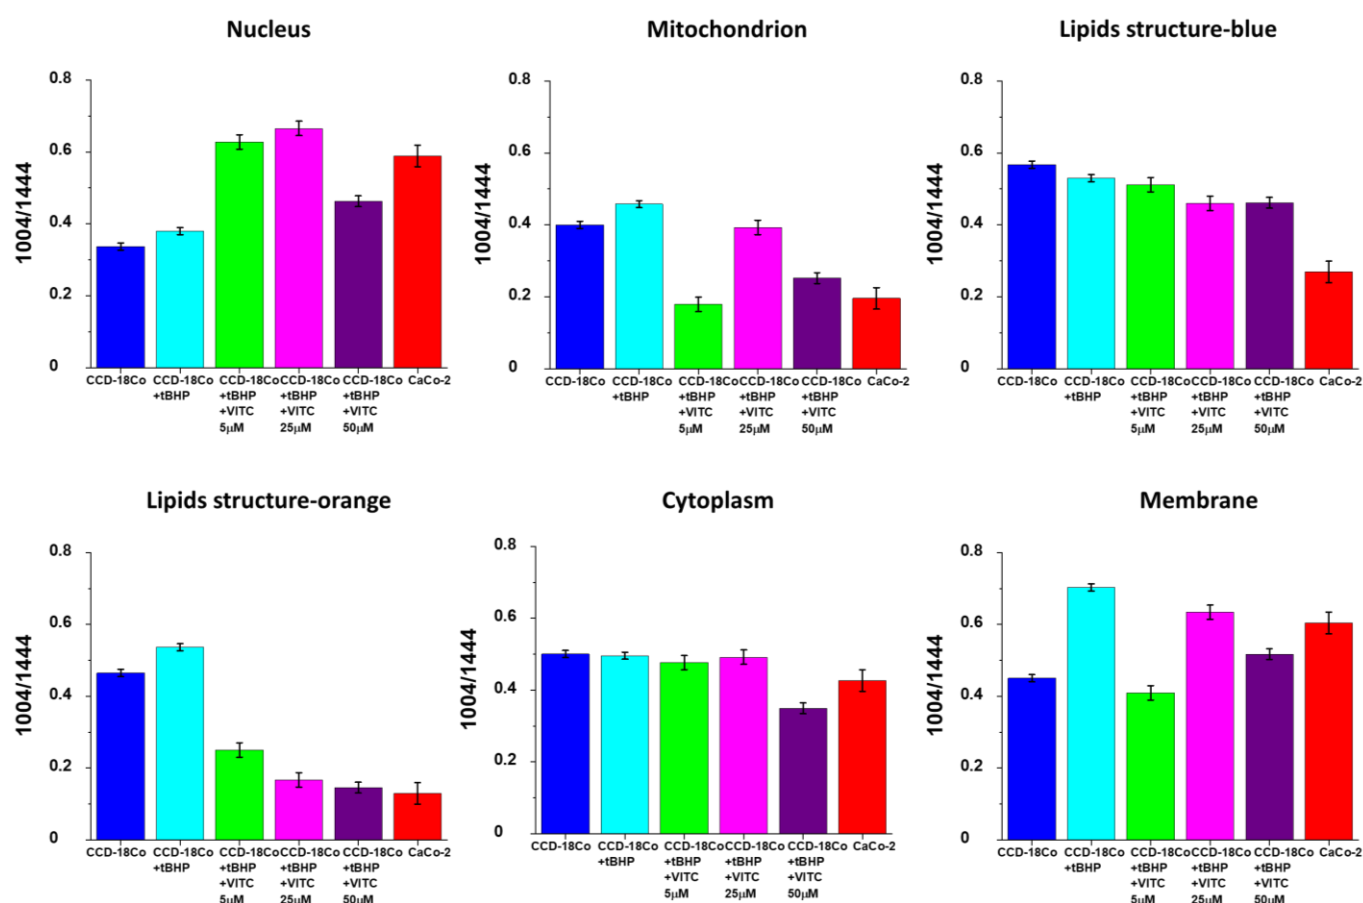 Nucleus
Mitochondrion
Lipids structure-blue
0.8
0.6
0.4
0.2
0
1004/1444
CCD-18Co
CCD-18Co
+tBHP
CCD-18Co
+tBHP
+VITC
5µM
CCD-18Co
+tBHP
+VITC
25µM
CCD-18Co
+tBHP
+VITC
50µM
CaCo-2
0.8
0.6
0.4
0.2
0
1004/1444
CCD-18Co
CCD-18Co
+tBHP
CCD-18Co
+tBHP
+VITC
5µM
CCD-18Co
+tBHP
+VITC
25µM
CCD-18Co
+tBHP
+VITC
50µM
CaCo-2
0.8
0.6
0.4
0.2
0
1004/1444
CCD-18Co
CCD-18Co
+tBHP
CCD-18Co
+tBHP
+VITC
5µM
CCD-18Co
+tBHP
+VITC
25µM
CCD-18Co
+tBHP
+VITC
50µM
CaCo-2
Lipids structure-orange
Cytoplasm
Membrane
0.8
0.6
0.4
0.2
0
1004/1444
CCD-18Co
CCD-18Co
+tBHP
CCD-18Co
+tBHP
+VITC
5µM
CCD-18Co
+tBHP
+VITC
25µM
CCD-18Co
+tBHP
+VITC
50µM
CaCo-2
0.8
0.6
0.4
0.2
0
1004/1444
CCD-18Co
CCD-18Co
+tBHP
CCD-18Co
+tBHP
+VITC
5µM
CCD-18Co
+tBHP
+VITC
25µM
CCD-18Co
+tBHP
+VITC
50µM
CaCo-2
0.8
0.6
0.4
0.2
0
1004/1444
CCD-18Co
CCD-18Co
+tBHP
CCD-18Co
+tBHP
+VITC
5µM
CCD-18Co
+tBHP
+VITC
25µM
CCD-18Co
+tBHP
+VITC
50µM
CaCo-2